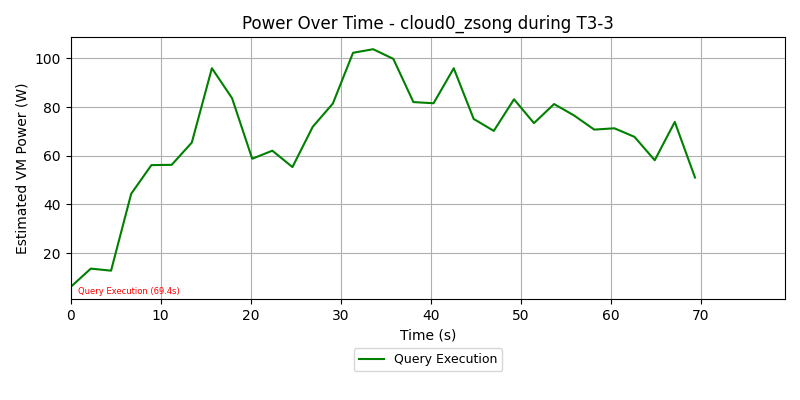 Power Over Time - cloud0_zsong during T3-3
Estimated VM Power (W)
100
80
60
40
20
Query Execution (69.4s)
0 10 20 30 40 50 60 70
Time (s)
Query Execution